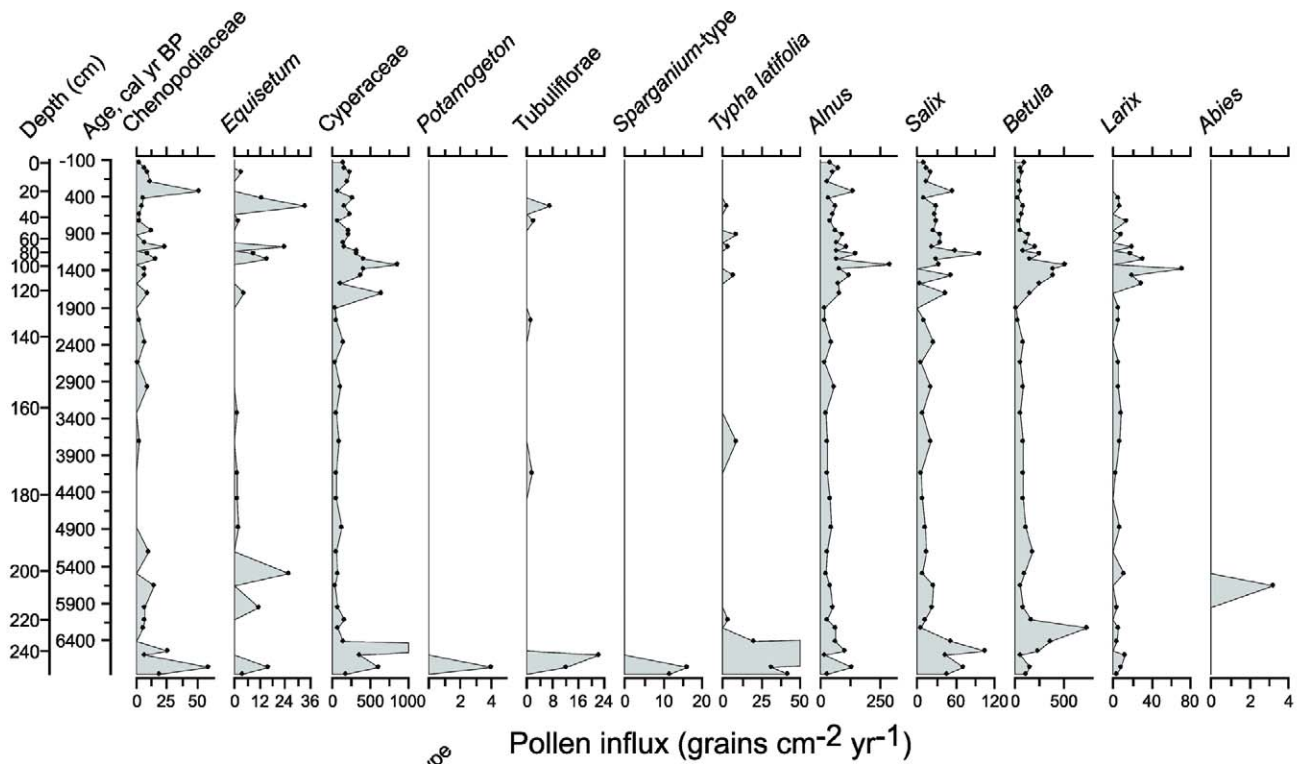 Depth (cm)
Age, cal yr BP
Chenopodiaceae
Equisetum
Cyperaceae
Potamogeton
Tubuliflorae
Sparganium-type
Typha latifolia
Alnus
Salix
Betula
Larix
Abies
0
20
40
60
80
100
120
140
160
180
200
220
240
-100
400
900
1400
1900
2400
2900
3400
3900
4400
4900
5400
5900
6400
0 25 50
0 12 24 36
0 500 1000
0 2 4
0 8 16 24
0 10 20
0 25 50
0 250
0 60 120
0 500
0 40 80
0 2 4
Pollen influx (grains cm-2 yr-1)